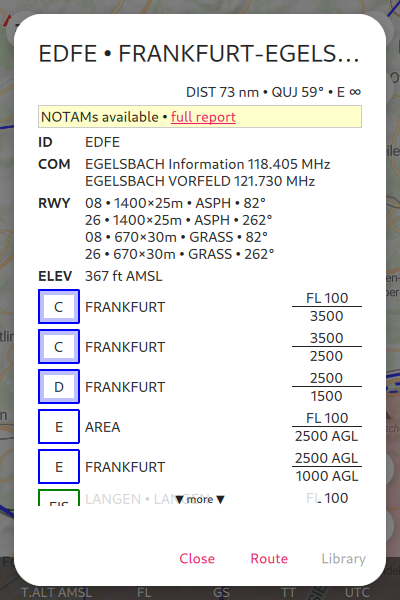 EDFE • FRANKFURT-EGELS...
DIST 73 nm • QUJ 59° • E ∞
NOTAMs available • full report
ID EDFE
COM EGELSBACH Information 118.405 MHz
EGELSBACH VORFELD 121.730 MHz
RWY 08 • 1400×25m • ASPH • 82°
26 • 1400×25m • ASPH • 262°
08 • 670×30m • GRASS • 82°
26 • 670×30m • GRASS • 262°
ELEV 367 ft AMSL
C FRANKFURT FL 100
3500
C FRANKFURT 3500
2500
D FRANKFURT 2500
1500
E AREA FL 100
2500 AGL
E FRANKFURT 2500 AGL
1000 AGL
FIS LANGEN • LANGEN FL 100
▼ more ▼
Close Route Library
T.ALT AMSL FL GS TT UTC